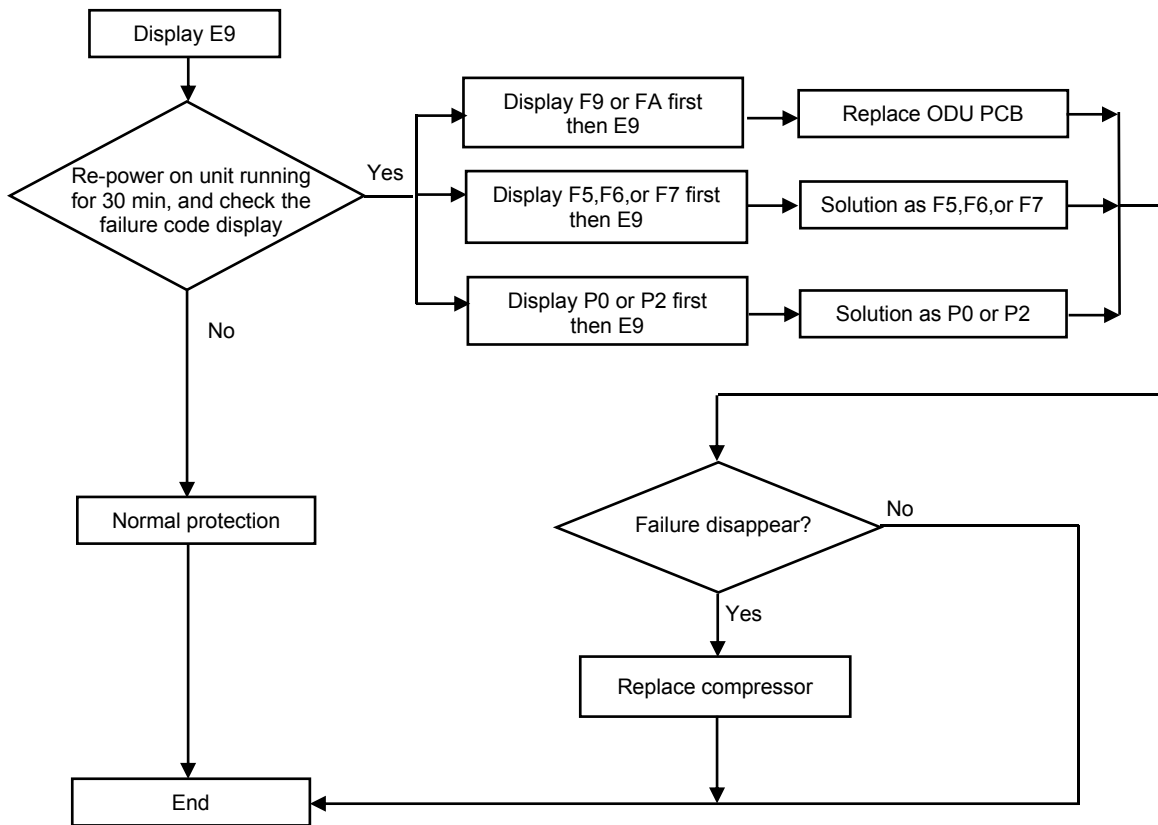 Display E9
Re-power on unit running
for 30 min, and check the
failure code display
Yes
No
Display F9 or FA first
then E9
Replace ODU PCB
Display F5,F6,or F7 first
then E9
Solution as F5,F6,or F7
Display P0 or P2 first
then E9
Solution as P0 or P2
Normal protection
Failure disappear?
No
Yes
Replace compressor
End